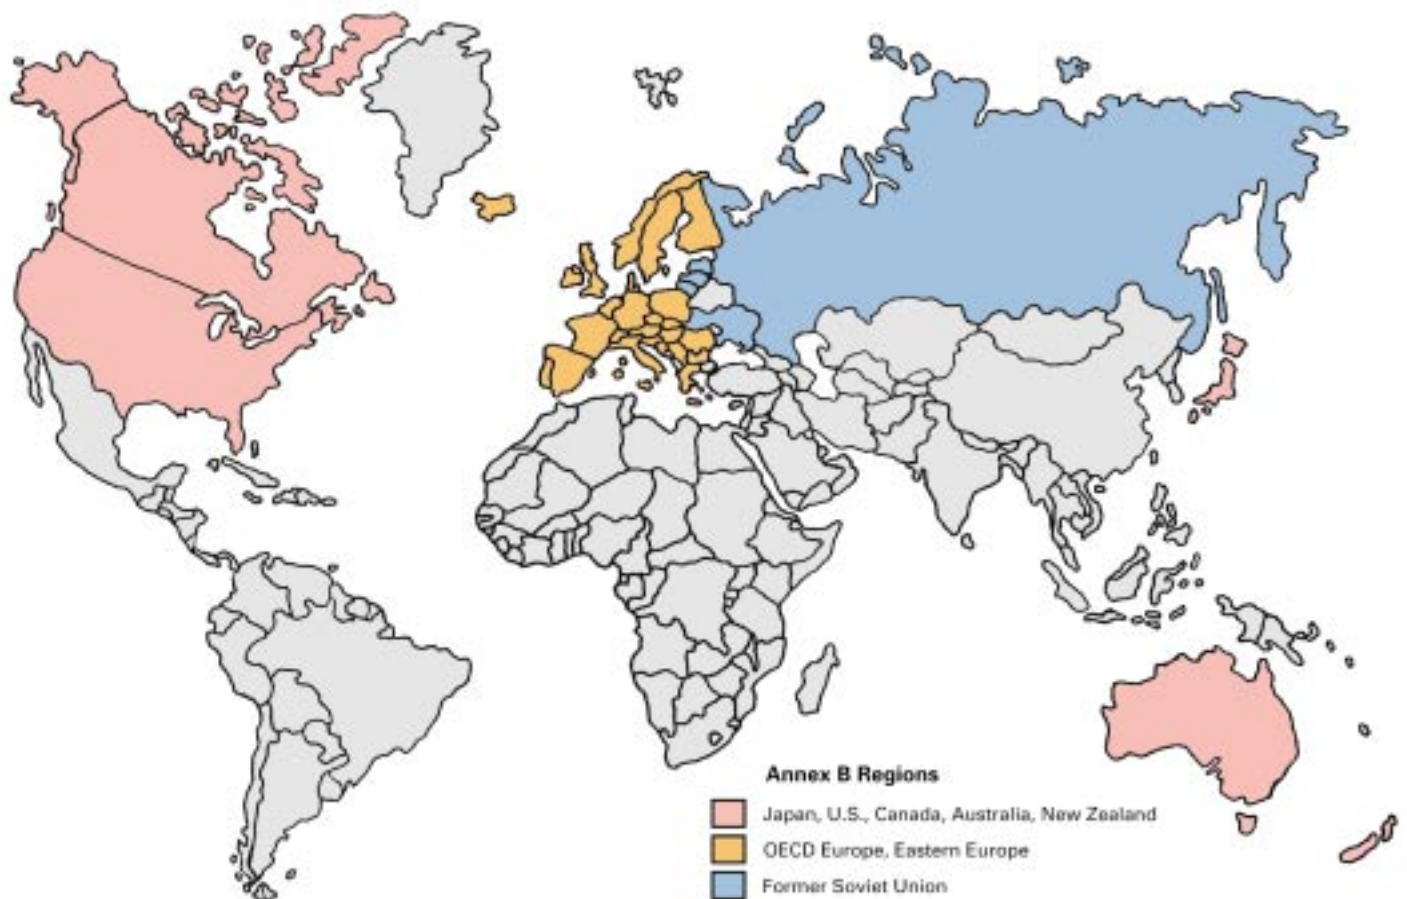 Annex B Regions
Japan, U.S., Canada, Australia, New Zealand
OECD Europe, Eastern Europe
Former Soviet Union